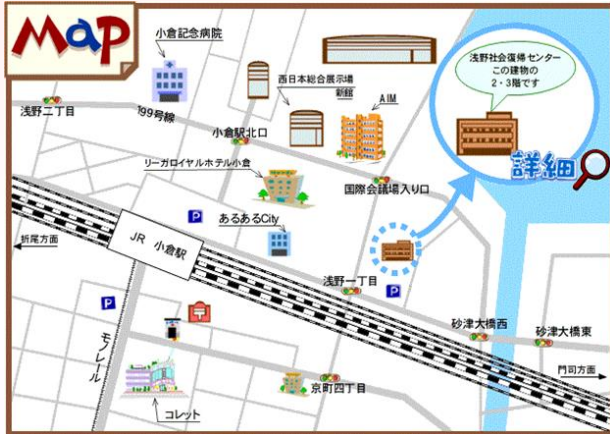 MaP
小倉記念病院
西日本総合展示場
新館
AIM
浅野社会復帰センター
この建物の
2・3階です
詳細
浅野二丁目
199号線
小倉駅北口
リーガロイヤルホテル小倉
国際会議場入り口
P
あるあるCity
折尾方面
JR 小倉駅
浅野一丁目
P
P
砂津大橋西
砂津大橋東
〒
モノレール
京町四丁目
門司方面
コレット